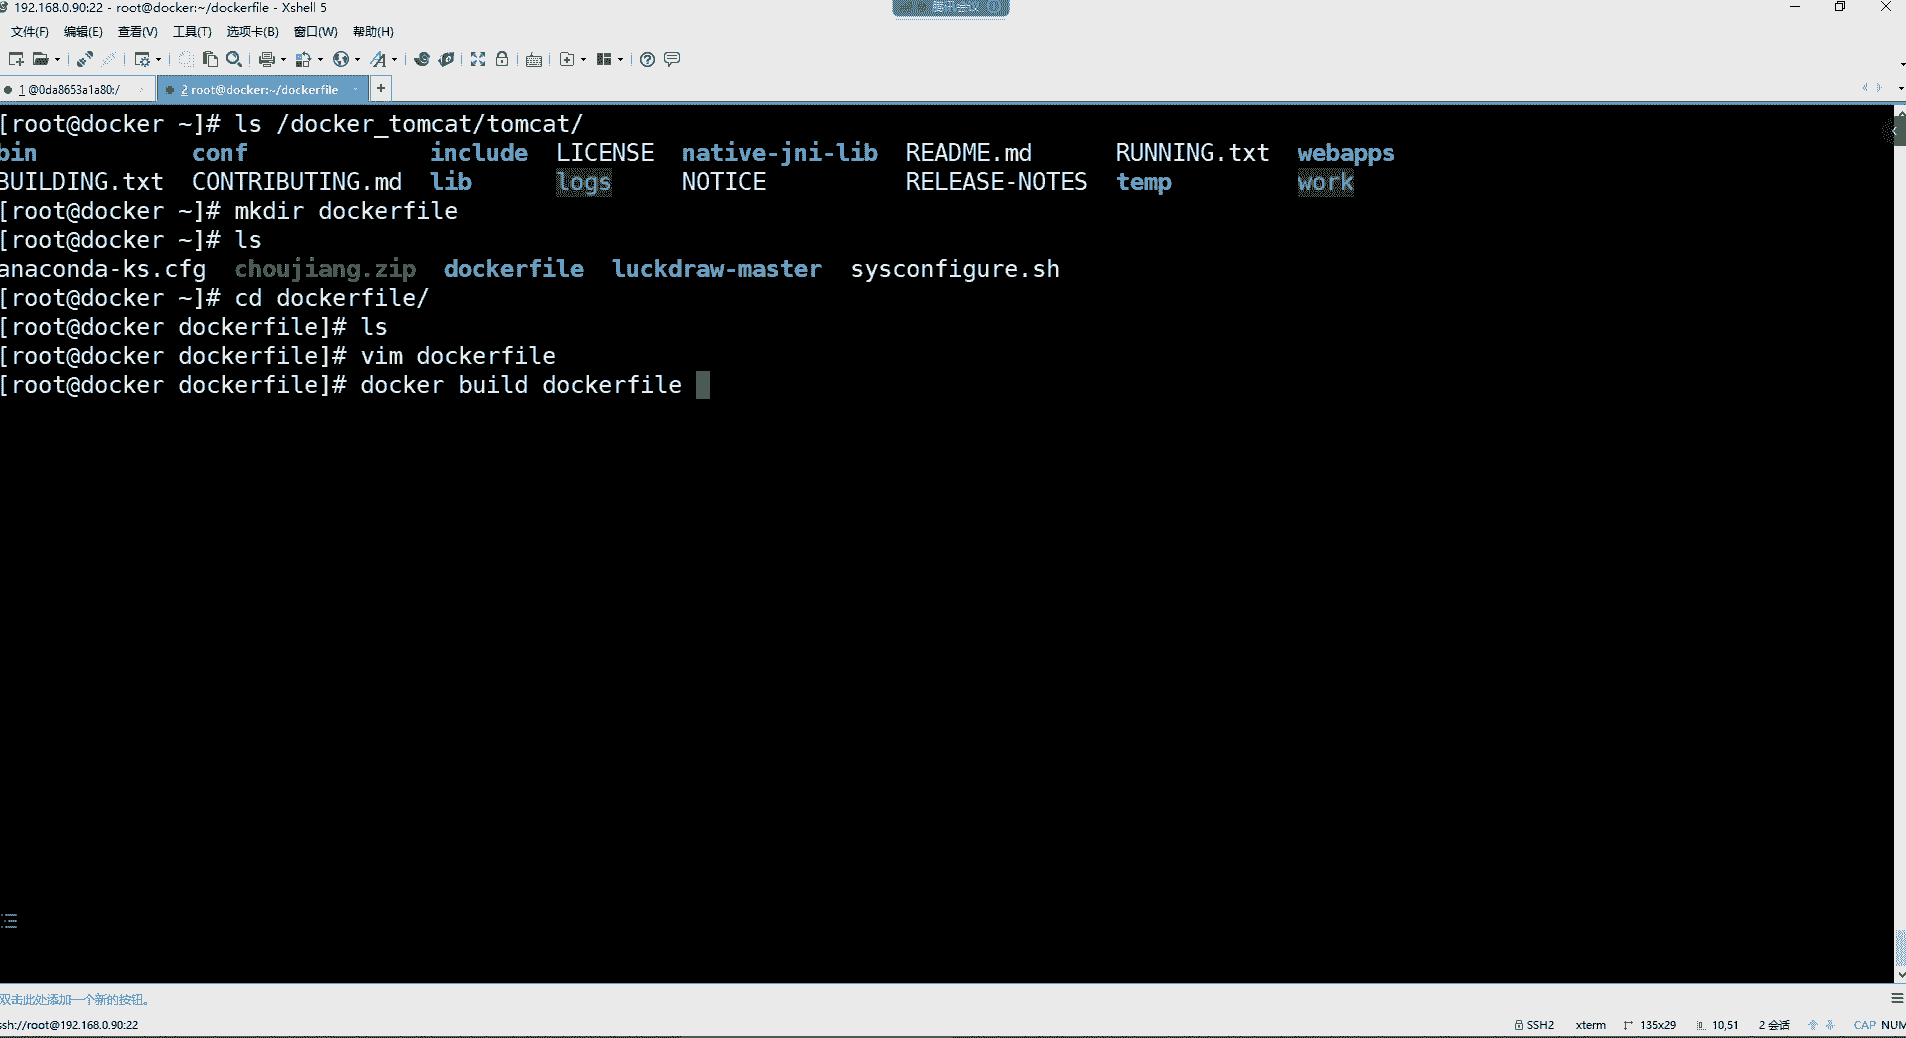 192.168.0.90:22 - root@docker:~/dockerfile - Xshell 5
腾讯会议
文件(F) 编辑(E) 查看(V) 工具(T) 选项卡(B) 窗口(W) 帮助(H)
1 @0da8653a1a80:/ 2 root@docker:~/dockerfile +
[root@docker ~]# ls /docker_tomcat/tomcat/
bin conf include LICENSE native-jni-lib README.md RUNNING.txt webapps
BUILDING.txt CONTRIBUTING.md lib logs NOTICE RELEASE-NOTES temp work
[root@docker ~]# mkdir dockerfile
[root@docker ~]# ls
anaconda-ks.cfg choujiang.zip dockerfile luckdraw-master sysconfigure.sh
[root@docker ~]# cd dockerfile/
[root@docker dockerfile]# ls
[root@docker dockerfile]# vim dockerfile
[root@docker dockerfile]# docker build dockerfile
双击此处添加一个新的按钮。
ssh://root@192.168.0.90:22 SSH2 xterm 135x29 10,51 2 会话 CAP NUM